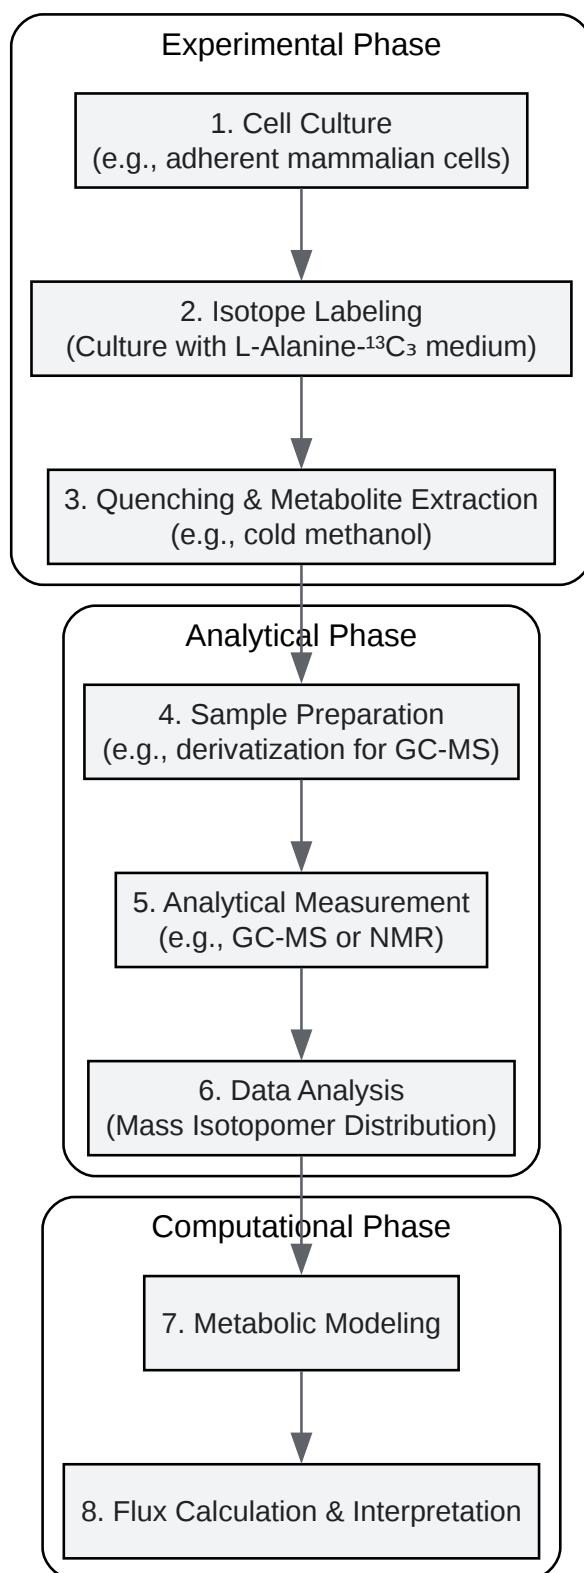 Experimental Phase
1. Cell Culture
(e.g., adherent mammalian cells)
2. Isotope Labeling
(Culture with L-Alanine-¹³C₃ medium)
3. Quenching & Metabolite Extraction
(e.g., cold methanol)
Analytical Phase
4. Sample Preparation
(e.g., derivatization for GC-MS)
5. Analytical Measurement
(e.g., GC-MS or NMR)
6. Data Analysis
(Mass Isotopomer Distribution)
Computational Phase
7. Metabolic Modeling
8. Flux Calculation & Interpretation